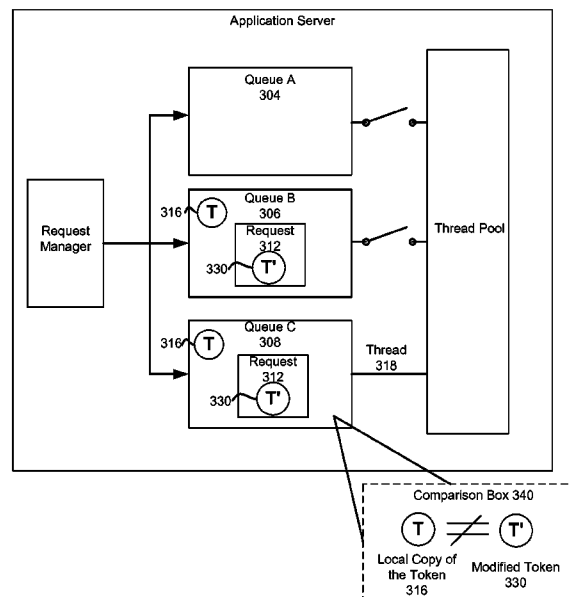 Application Server
Queue A
304
Queue B
306
316
T
Request
312
330
T'
Request
Manager
Thread Pool
Queue C
308
316
T
Request
312
330
T'
Thread
318
Comparison Box 340
T
T'
Local Copy of
the Token
316
Modified Token
330